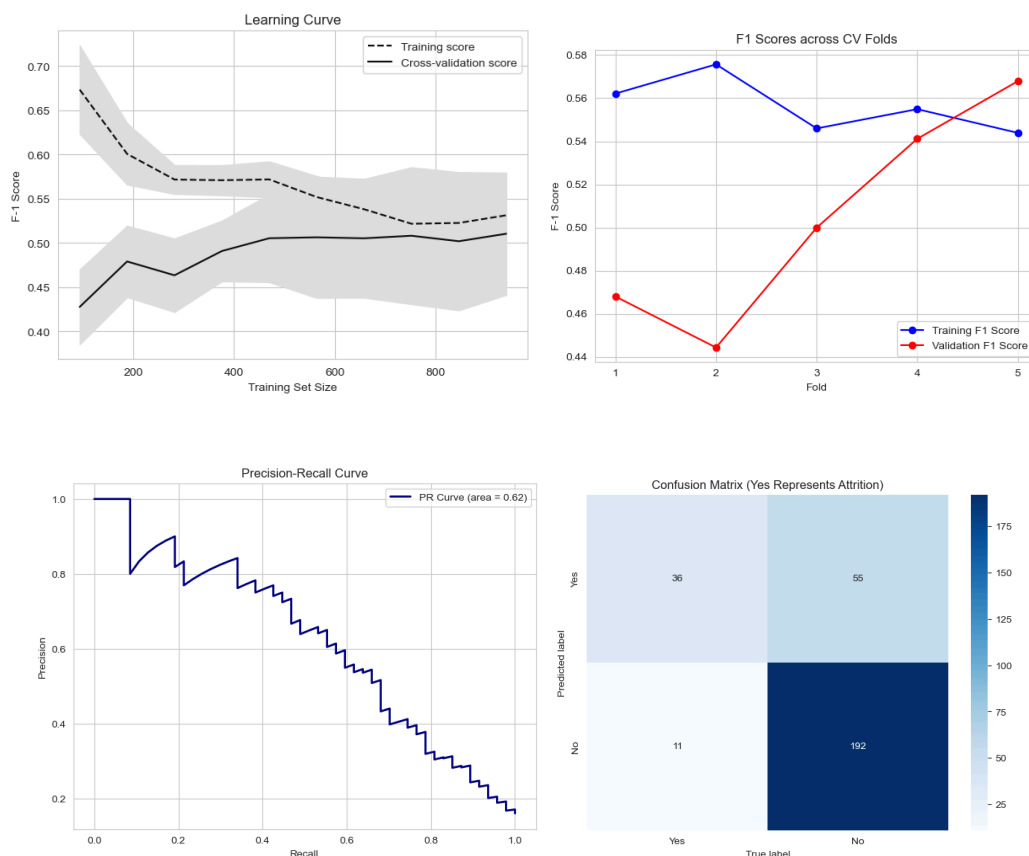 Learning Curve
Training score
Cross-validation score
0.70
0.65
0.60
0.55
0.50
0.45
0.40
F-1 Score
200
400
600
800
Training Set Size
F1 Scores across CV Folds
0.58
0.56
0.54
0.52
0.50
0.48
0.46
0.44
F-1 Score
Training F1 Score
Validation F1 Score
1
2
3
4
5
Fold
Precision-Recall Curve
PR Curve (area = 0.62)
1.0
0.8
0.6
0.4
0.2
Precision
0.0
0.2
0.4
0.6
0.8
1.0
Recall
Confusion Matrix (Yes Represents Attrition)
Yes
No
Predicted label
36
55
11
192
Yes
No
True label
175
150
125
100
75
50
25